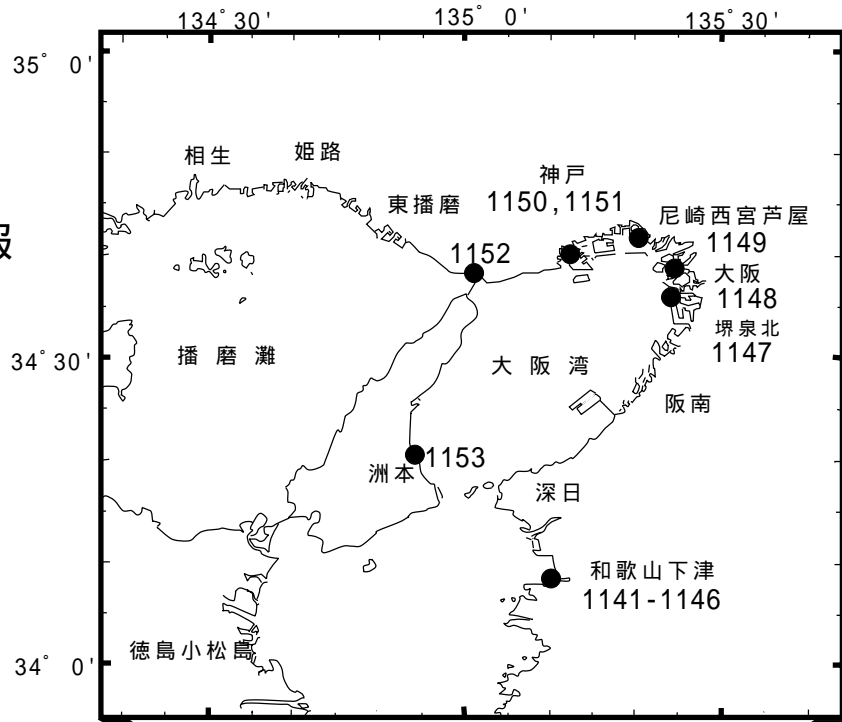 134° 30'
135° 0'
135° 30'
35° 0'
相生
姫路
神戸
1150,1151
東播磨
尼崎西宮芦屋
1149
報
1152
大阪
1148
堺泉北
1147
34° 30'
播磨灘
大阪湾
阪南
1153
洲本
深日
和歌山下津
1141-1146
徳島小松島
34° 0'